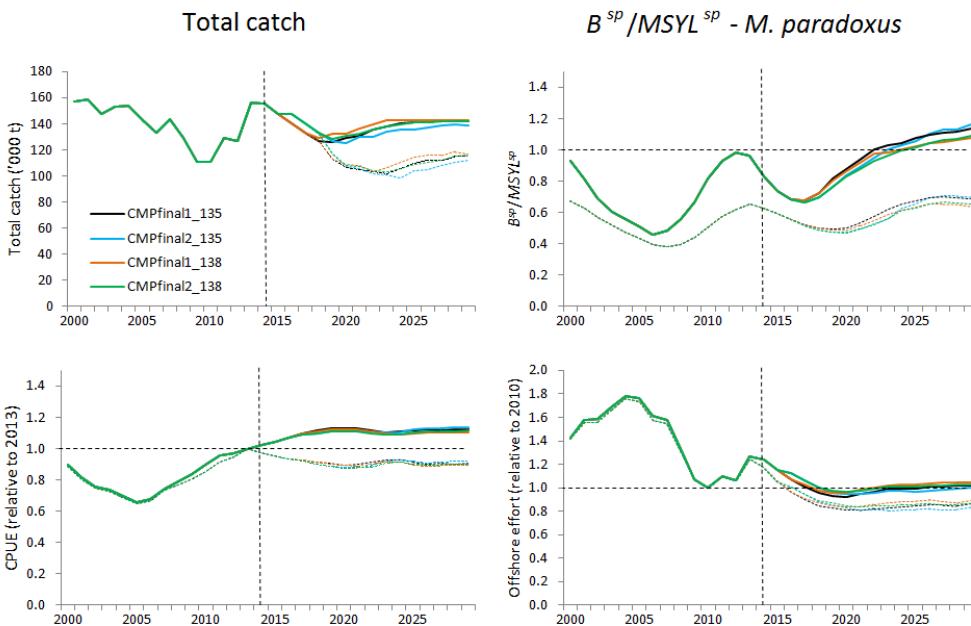 Total catch
B sp/MSYL sp - M. paradoxus
Total catch ('000 t)
180
160
140
120
100
80
60
40
20
0
CMPfinal1_135
CMPfinal2_135
CMPfinal1_138
CMPfinal2_138
2000 2005 2010 2015 2020 2025
Bsp/MSYLsp
1.4
1.2
1.0
0.8
0.6
0.4
0.2
0.0
2000 2005 2010 2015 2020 2025
CPUE (relative to 2013)
1.4
1.2
1.0
0.8
0.6
0.4
0.2
0.0
2000 2005 2010 2015 2020 2025
Offshore effort (relative to 2010)
2.0
1.8
1.6
1.4
1.2
1.0
0.8
0.6
0.4
0.2
0.0
2000 2005 2010 2015 2020 2025